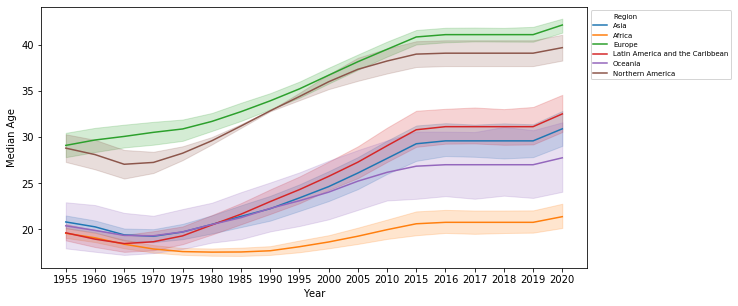 Region
Asia
Africa
Europe
Latin America and the Caribbean
Oceania
Northern America
Median Age
40
35
30
25
20
1955 1960 1965 1970 1975 1980 1985 1990 1995 2000 2005 2010 2015 2016 2017 2018 2019 2020
Year